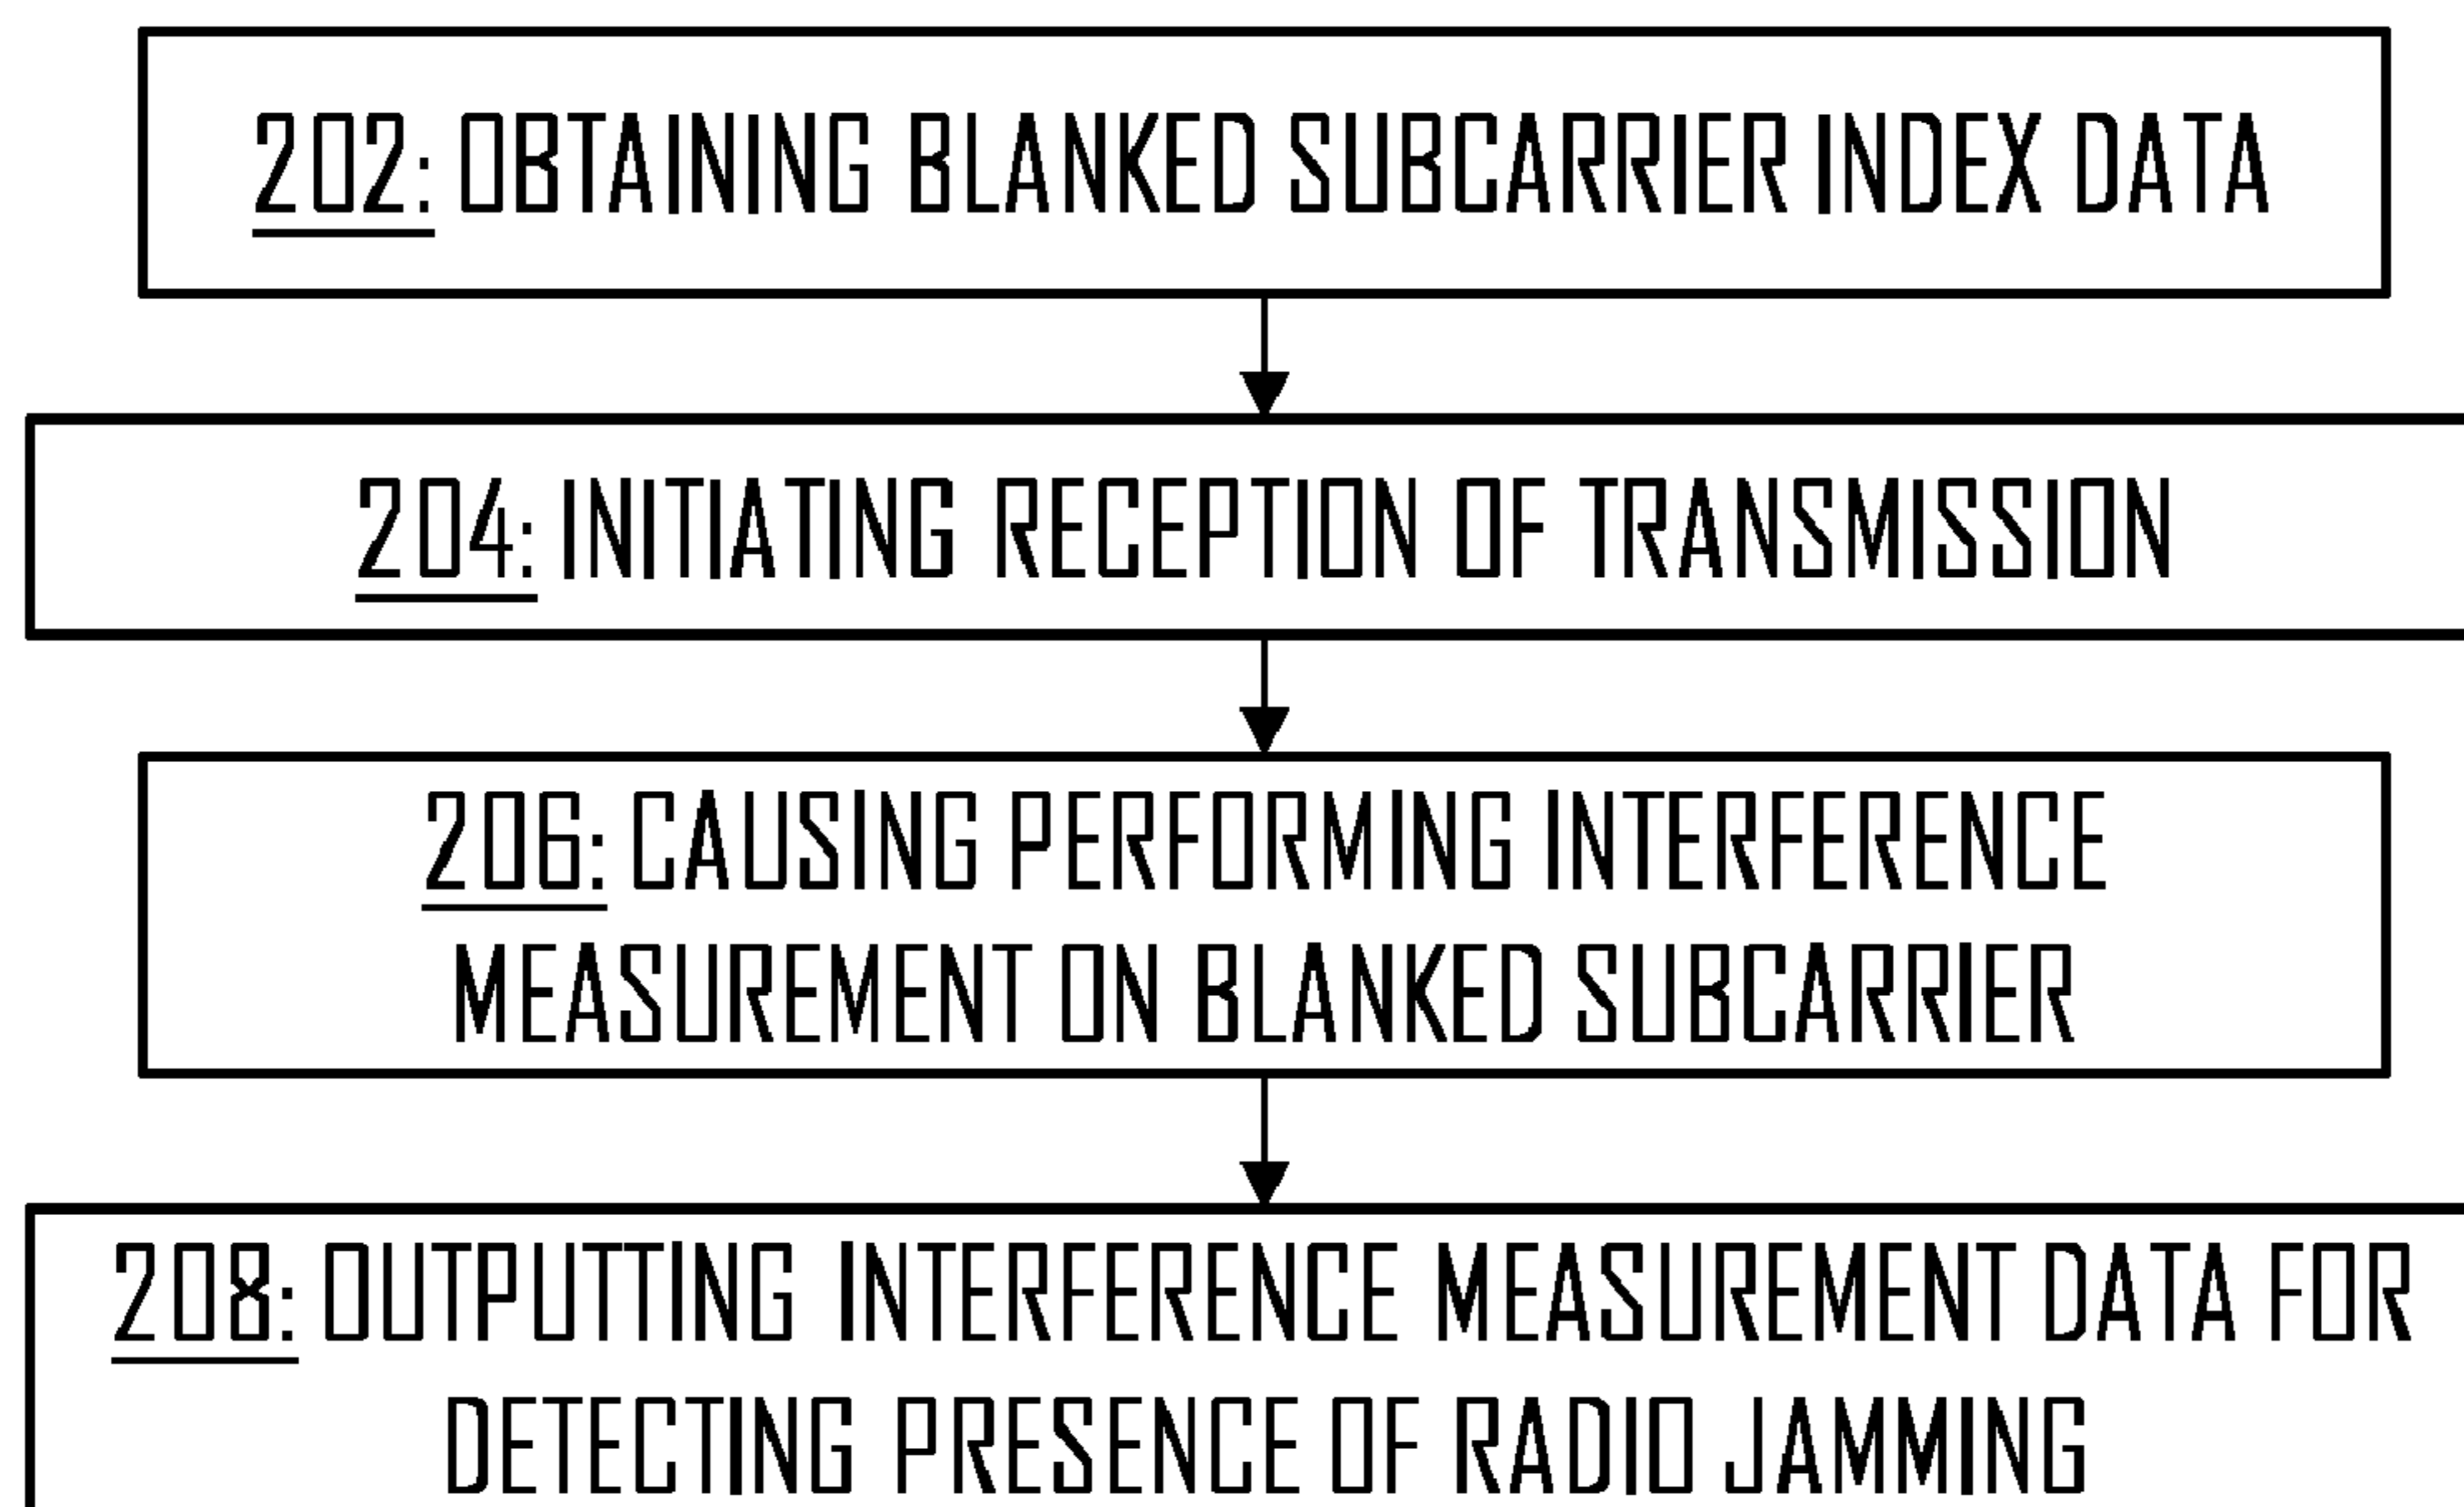 202: OBTAINING BLANKED SUBCARRIER INDEX DATA
204: INITIATING RECEPTION OF TRANSMISSION
206: CAUSING PERFORMING INTERFERENCE
MEASUREMENT ON BLANKED SUBCARRIER
208: OUTPUTTING INTERFERENCE MEASUREMENT DATA FOR
DETECTING PRESENCE OF RADIO JAMMING